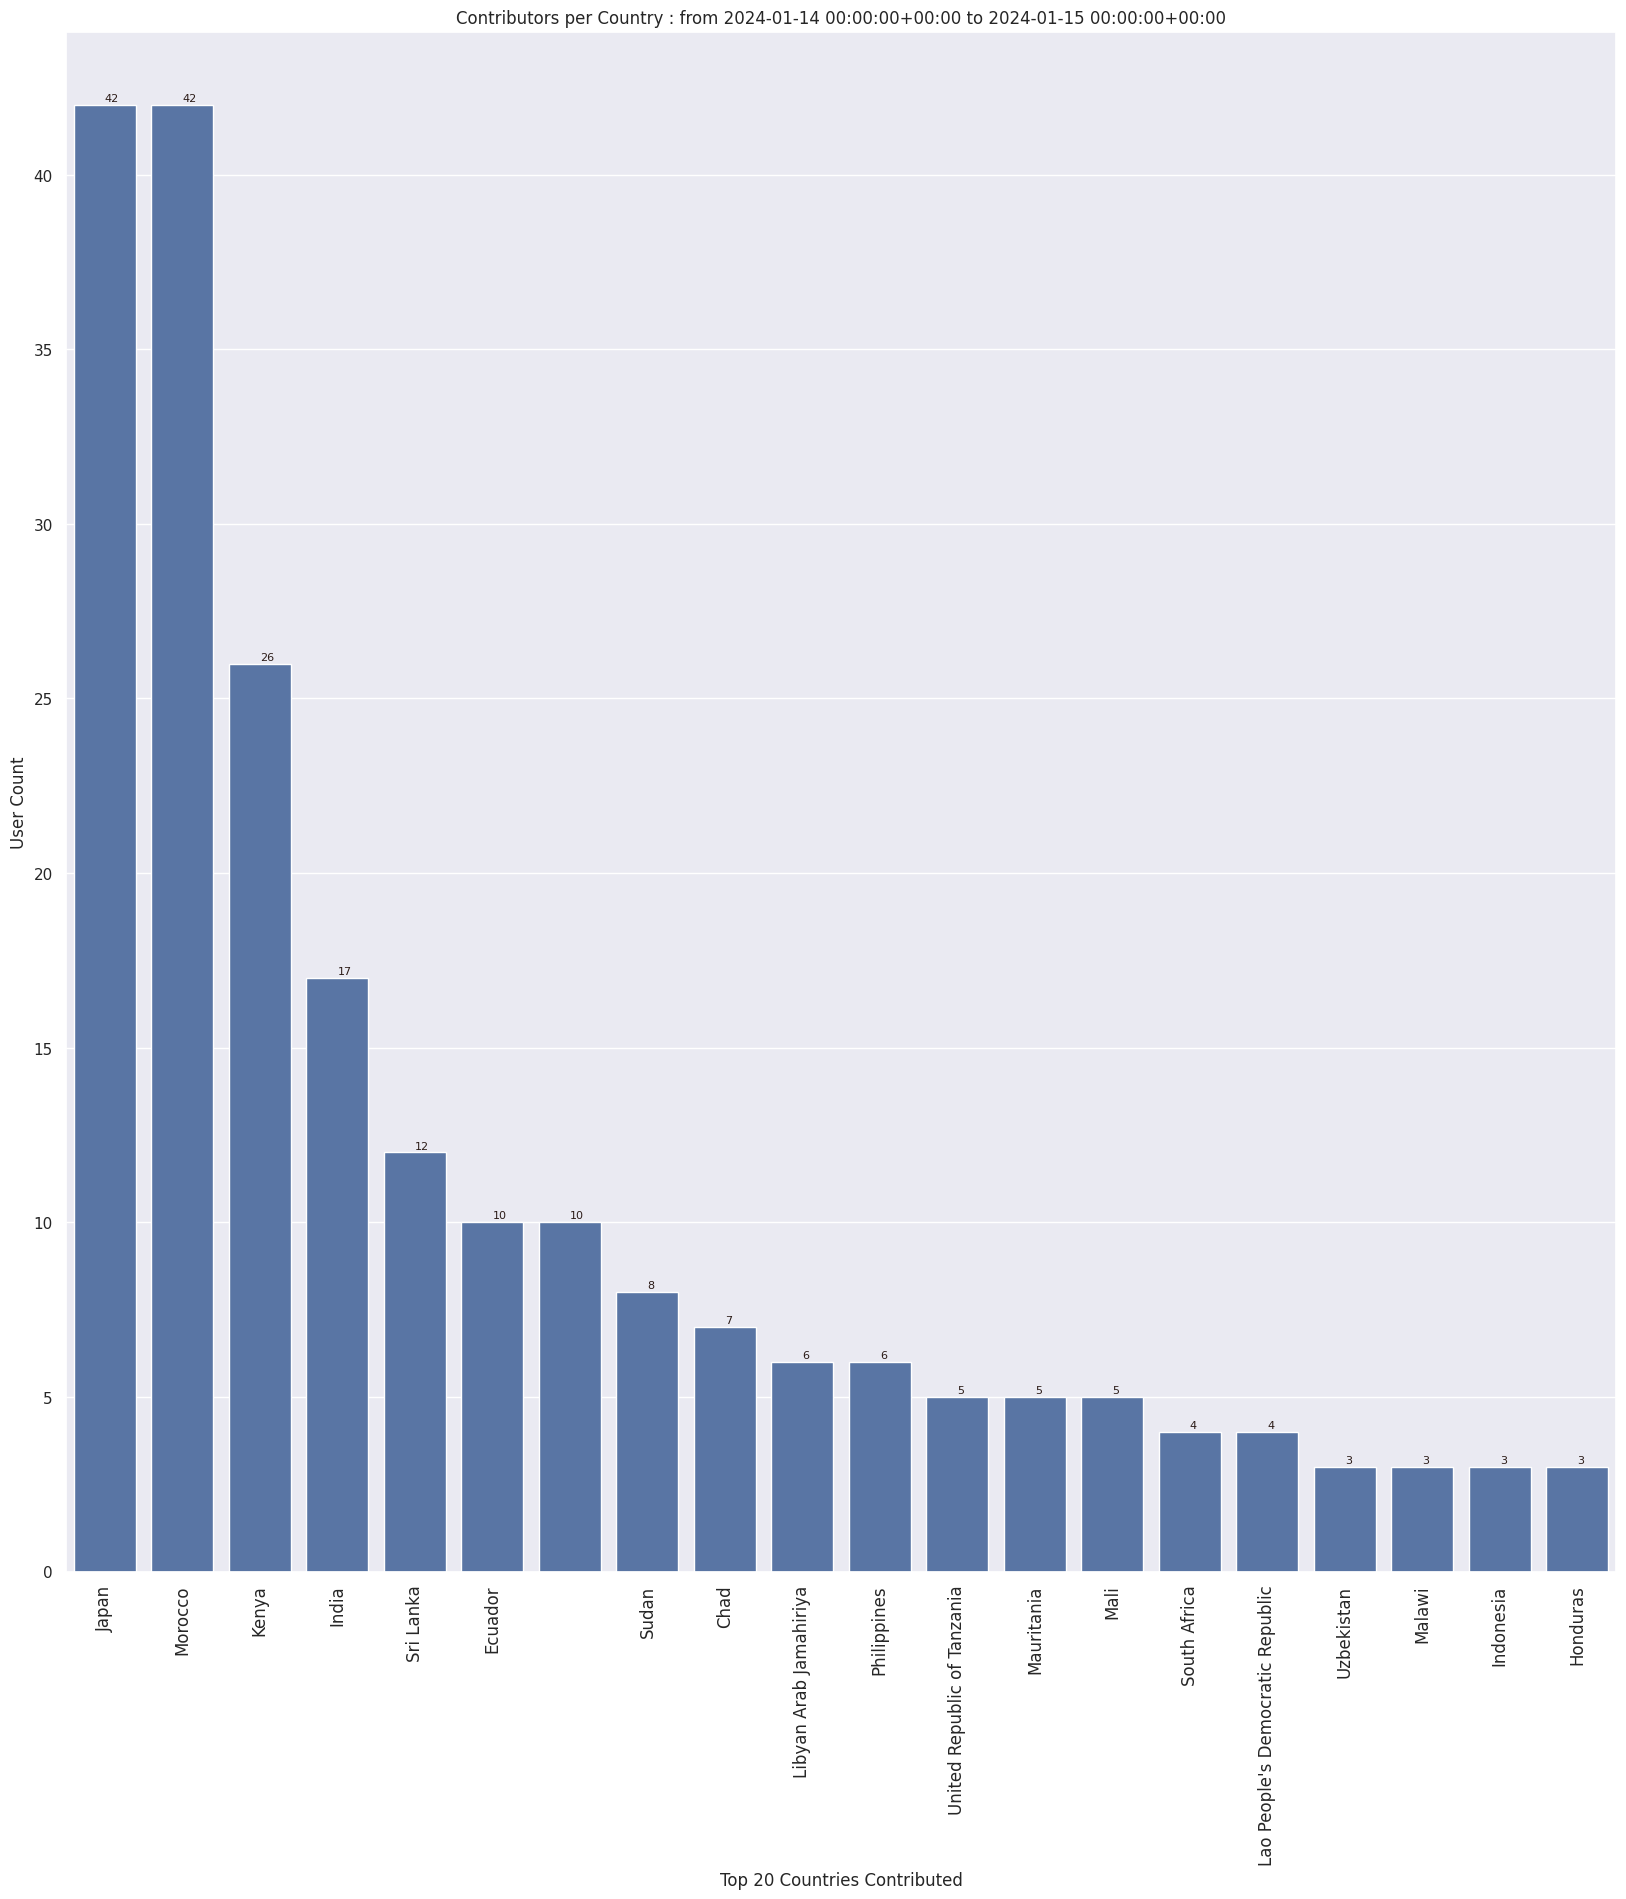 Contributors per Country : from 2024-01-14 00:00:00+00:00 to 2024-01-15 00:00:00+00:00
User Count
40
35
30
25
20
15
10
5
0
42
42
26
17
12
10
10
8
7
6
6
5
5
5
4
4
3
3
3
3
Japan
Morocco
Kenya
India
Sri Lanka
Ecuador
Sudan
Chad
Libyan Arab Jamahiriya
Philippines
United Republic of Tanzania
Mauritania
Mali
South Africa
Lao People's Democratic Republic
Uzbekistan
Malawi
Indonesia
Honduras
Top 20 Countries Contributed